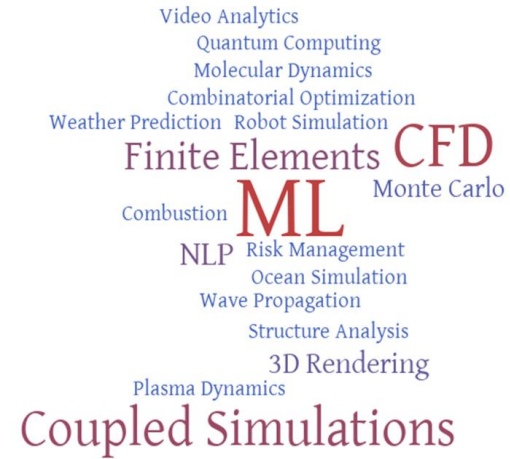 Video Analytics
Quantum Computing
Molecular Dynamics
Combinatorial Optimization
Weather Prediction Robot Simulation
Finite Elements CFD
Monte Carlo
Combustion ML
NLP Risk Management
Ocean Simulation
Wave Propagation
Structure Analysis
3D Rendering
Plasma Dynamics
Coupled Simulations